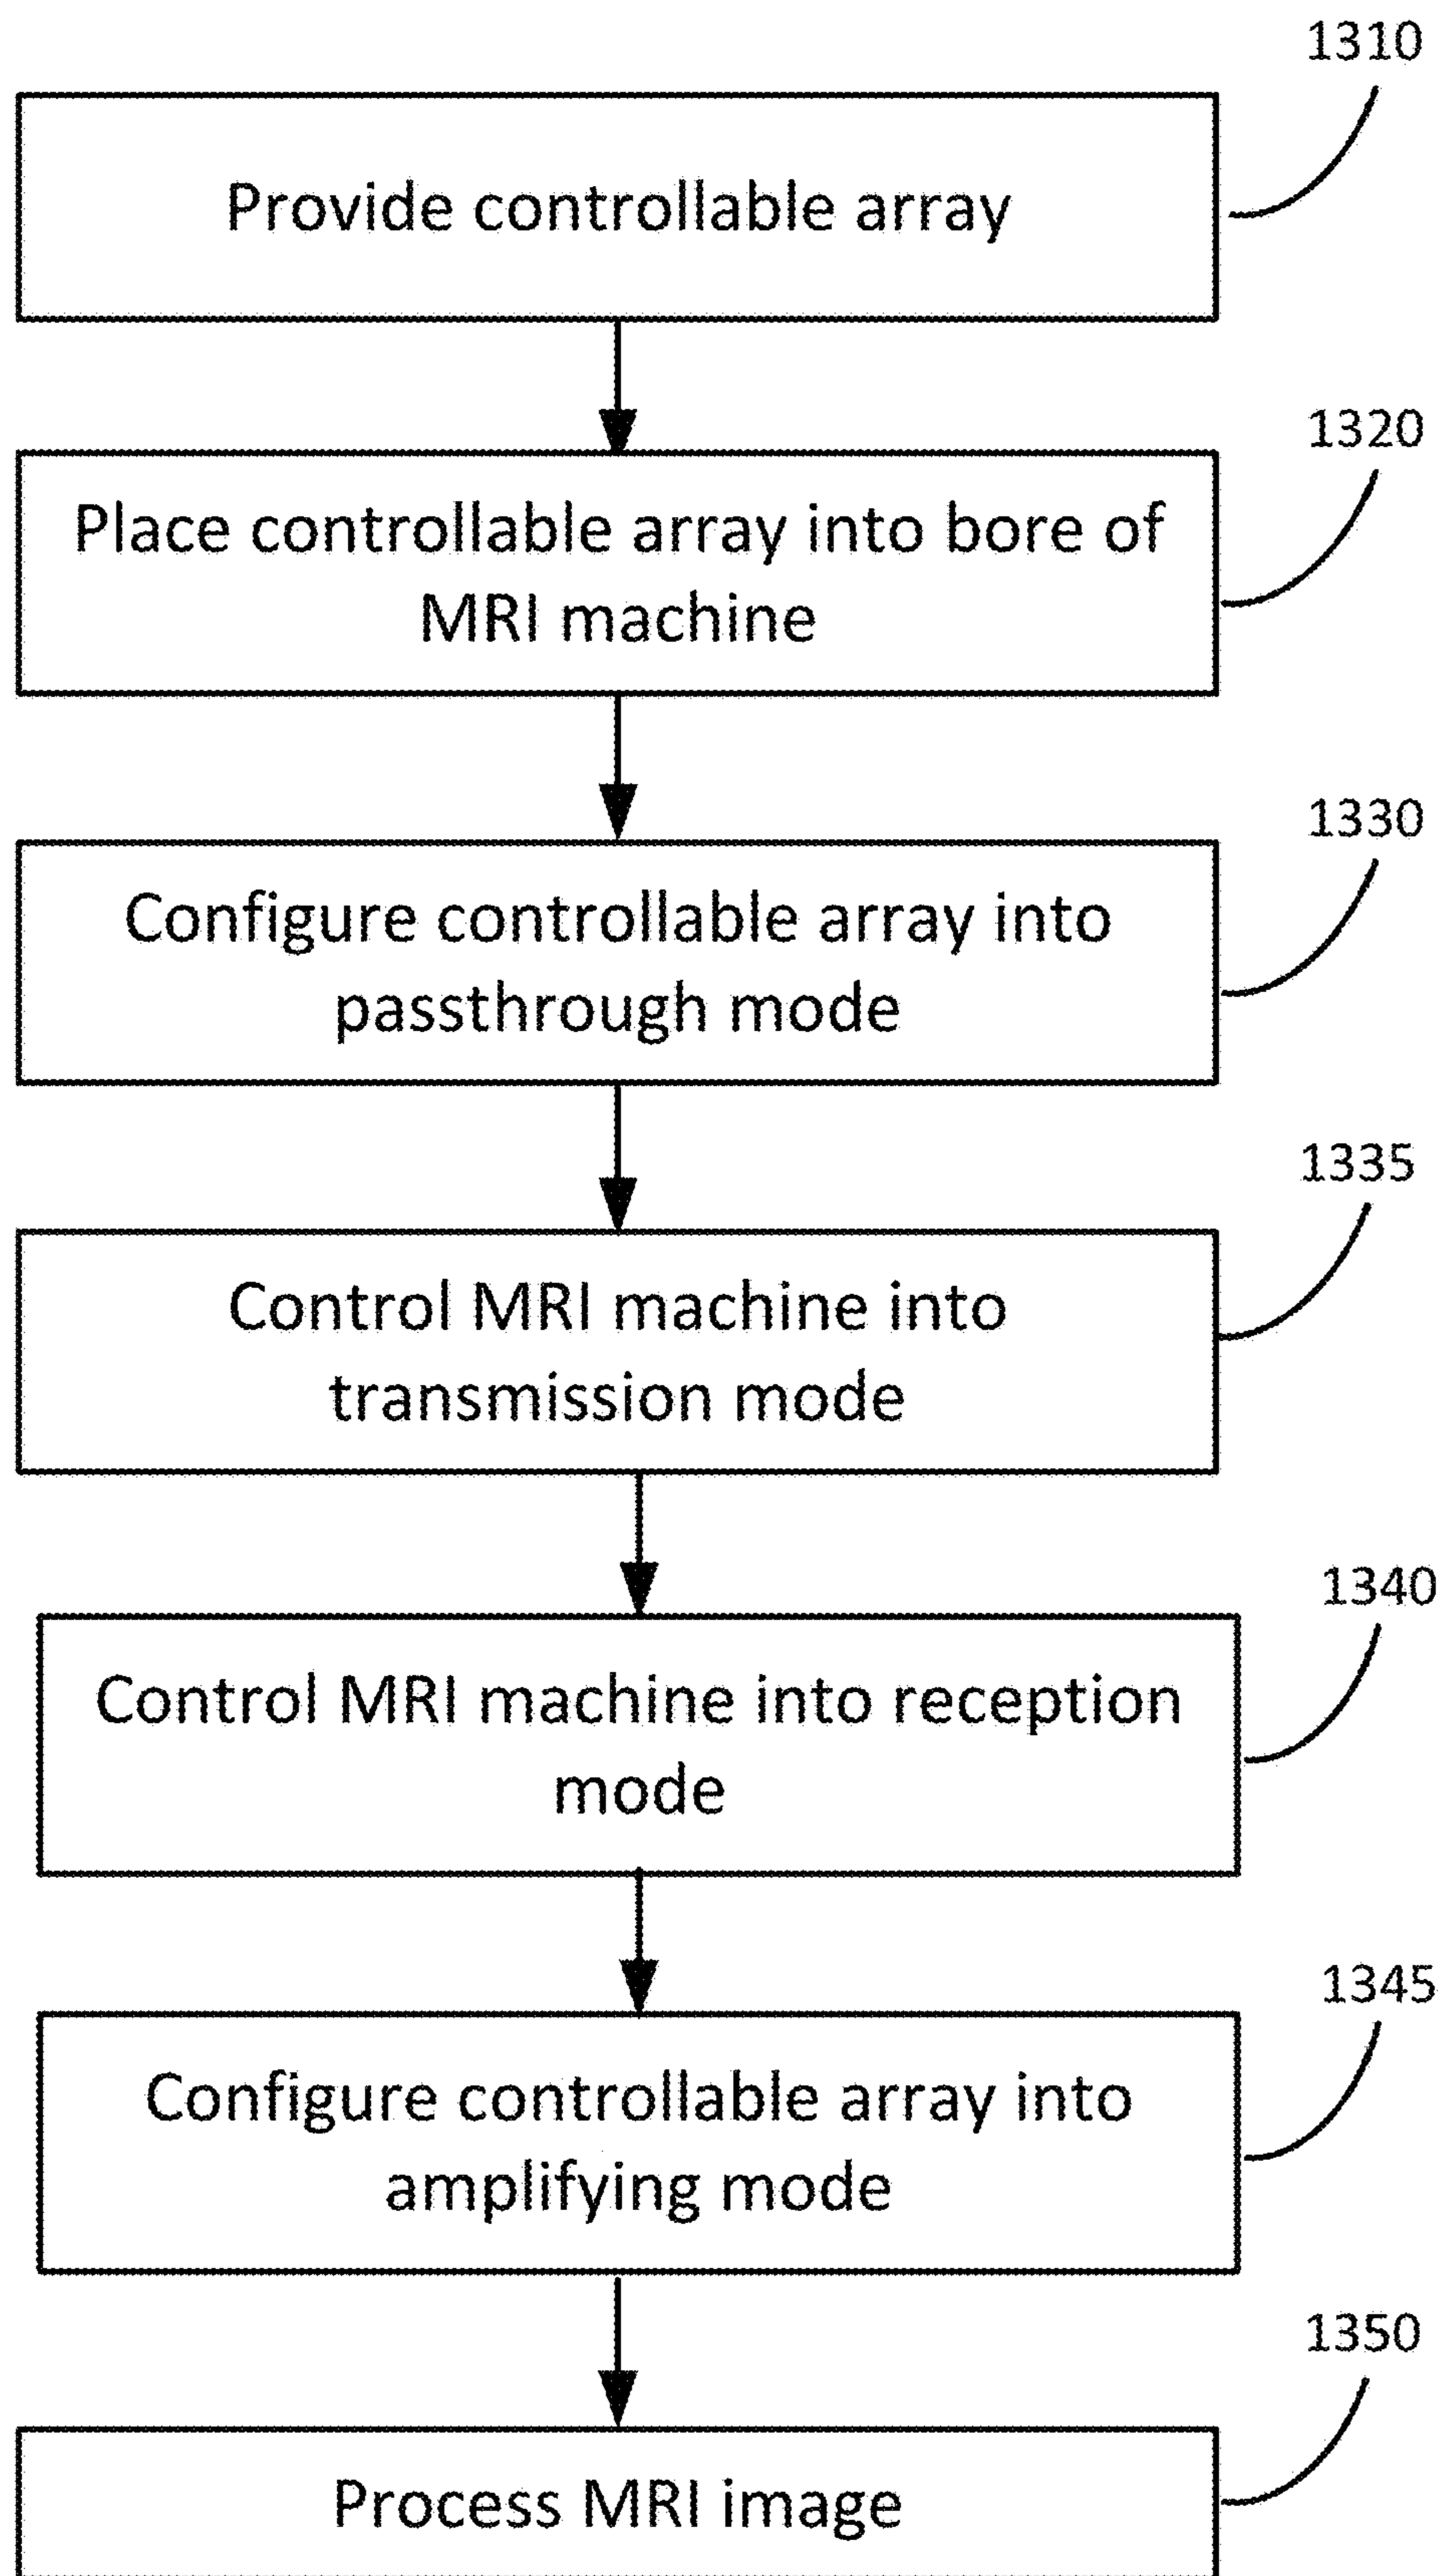 1310
Provide controllable array
1320
Place controllable array into bore of
MRI machine
1330
Configure controllable array into
passthrough mode
1335
Control MRI machine into
transmission mode
1340
Control MRI machine into reception
mode
1345
Configure controllable array into
amplifying mode
1350
Process MRI image